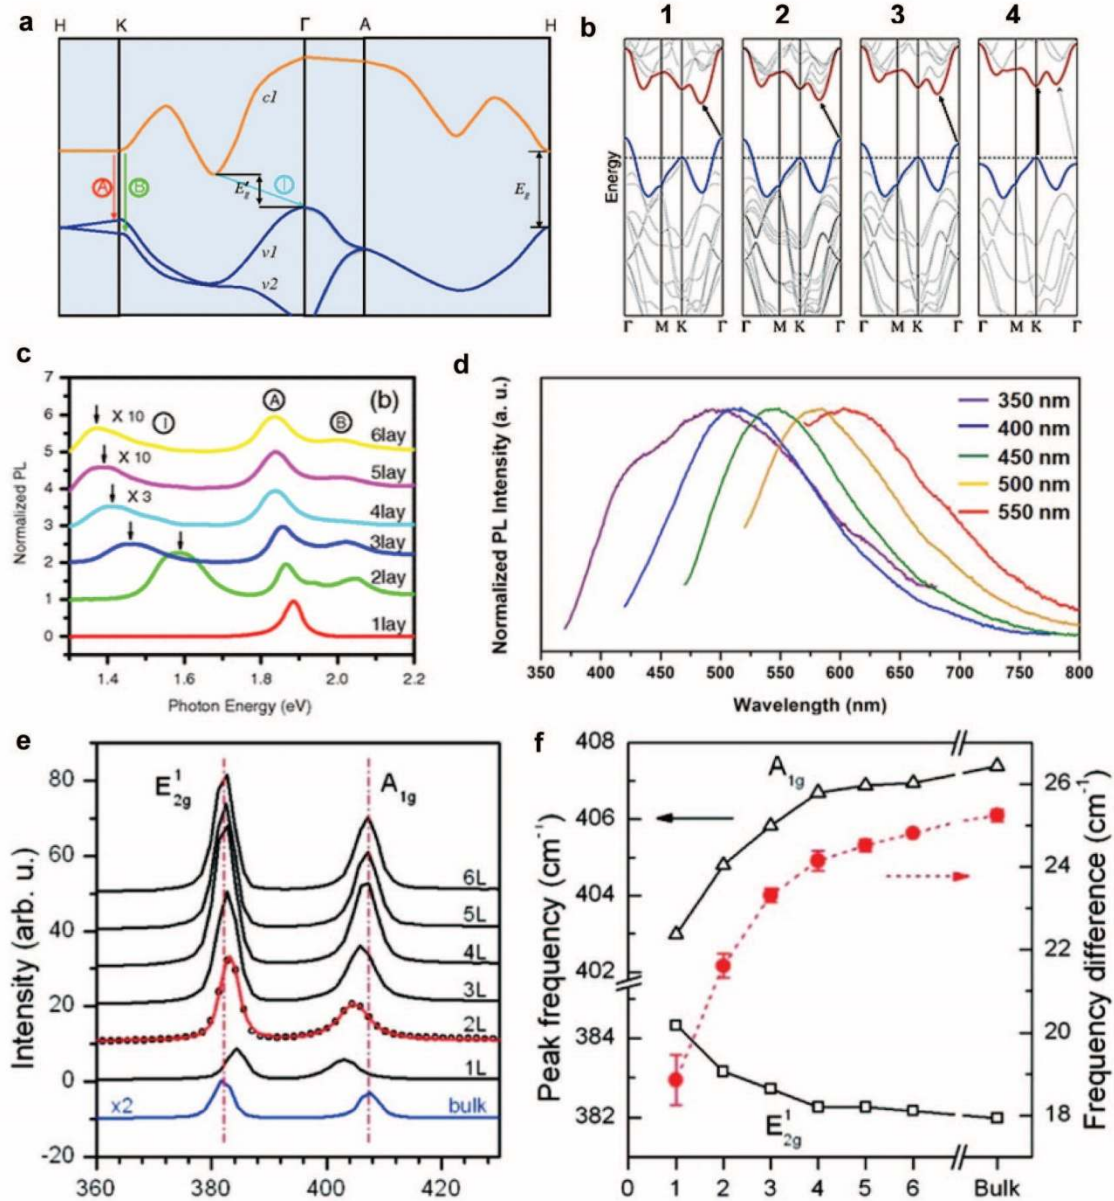 a
H K Γ A H
c1
A B E'g I Eg
v1
v2
b
1 2 3 4
Energy
Γ M K Γ Γ M K Γ Γ M K Γ Γ M K Γ
c
(b)
Normalized PL
7
6
5
4
3
2
1
0
X 10 I A B
6lay
X 10
5lay
X 3
4lay
3lay
2lay
1lay
1.4 1.6 1.8 2.0 2.2
Photon Energy (eV)
d
Normalized PL Intensity (a. u.)
350 nm
400 nm
450 nm
500 nm
550 nm
350 400 450 500 550 600 650 700 750 800
Wavelength (nm)
e
Intensity (arb. u.)
80
60
40
20
0
-20
E¹2g A1g
6L
5L
4L
3L
2L
1L
x2 bulk
360 380 400 420
f
Peak frequency (cm⁻¹)
408
406
404
402
384
382
A1g
E¹2g
26
24
22
20
18
Frequency difference (cm⁻¹)
0 1 2 3 4 5 6 Bulk